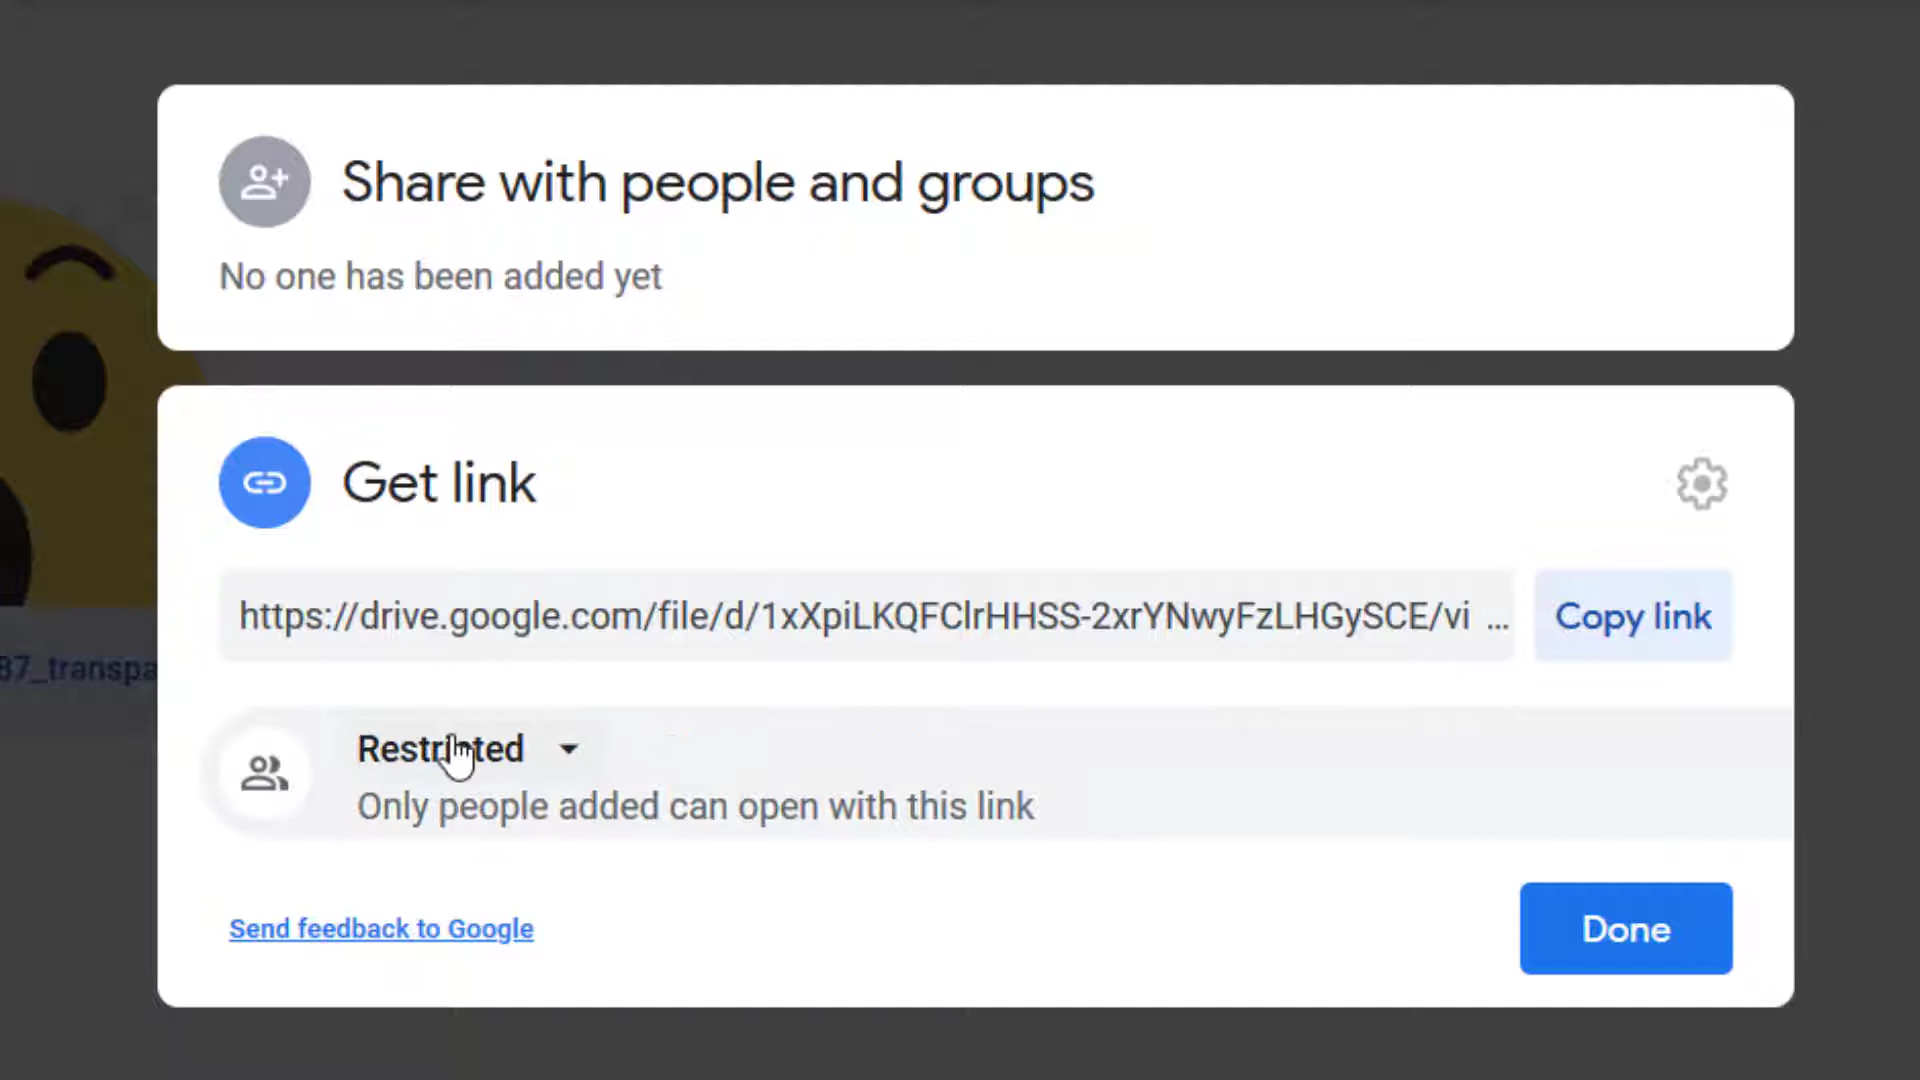 Share with people and groups
No one has been added yet
Get link
https://drive.google.com/file/d/1xXpiLKQFClrHHSS-2xrYNwyFzLHGySCE/vi ...
Copy link
87_transpa
Restricted
Only people added can open with this link
Send feedback to Google
Done